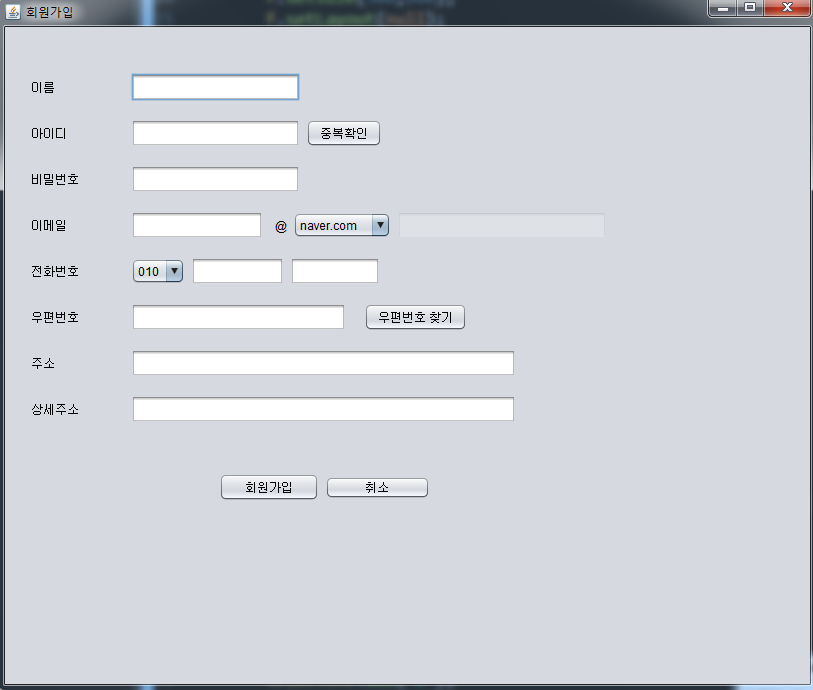 회원가입
이름
아이디 중복확인
비밀번호
이메일 @ naver.com
전화번호 010
우편번호 우편번호 찾기
주소
상세주소
회원가입 취소